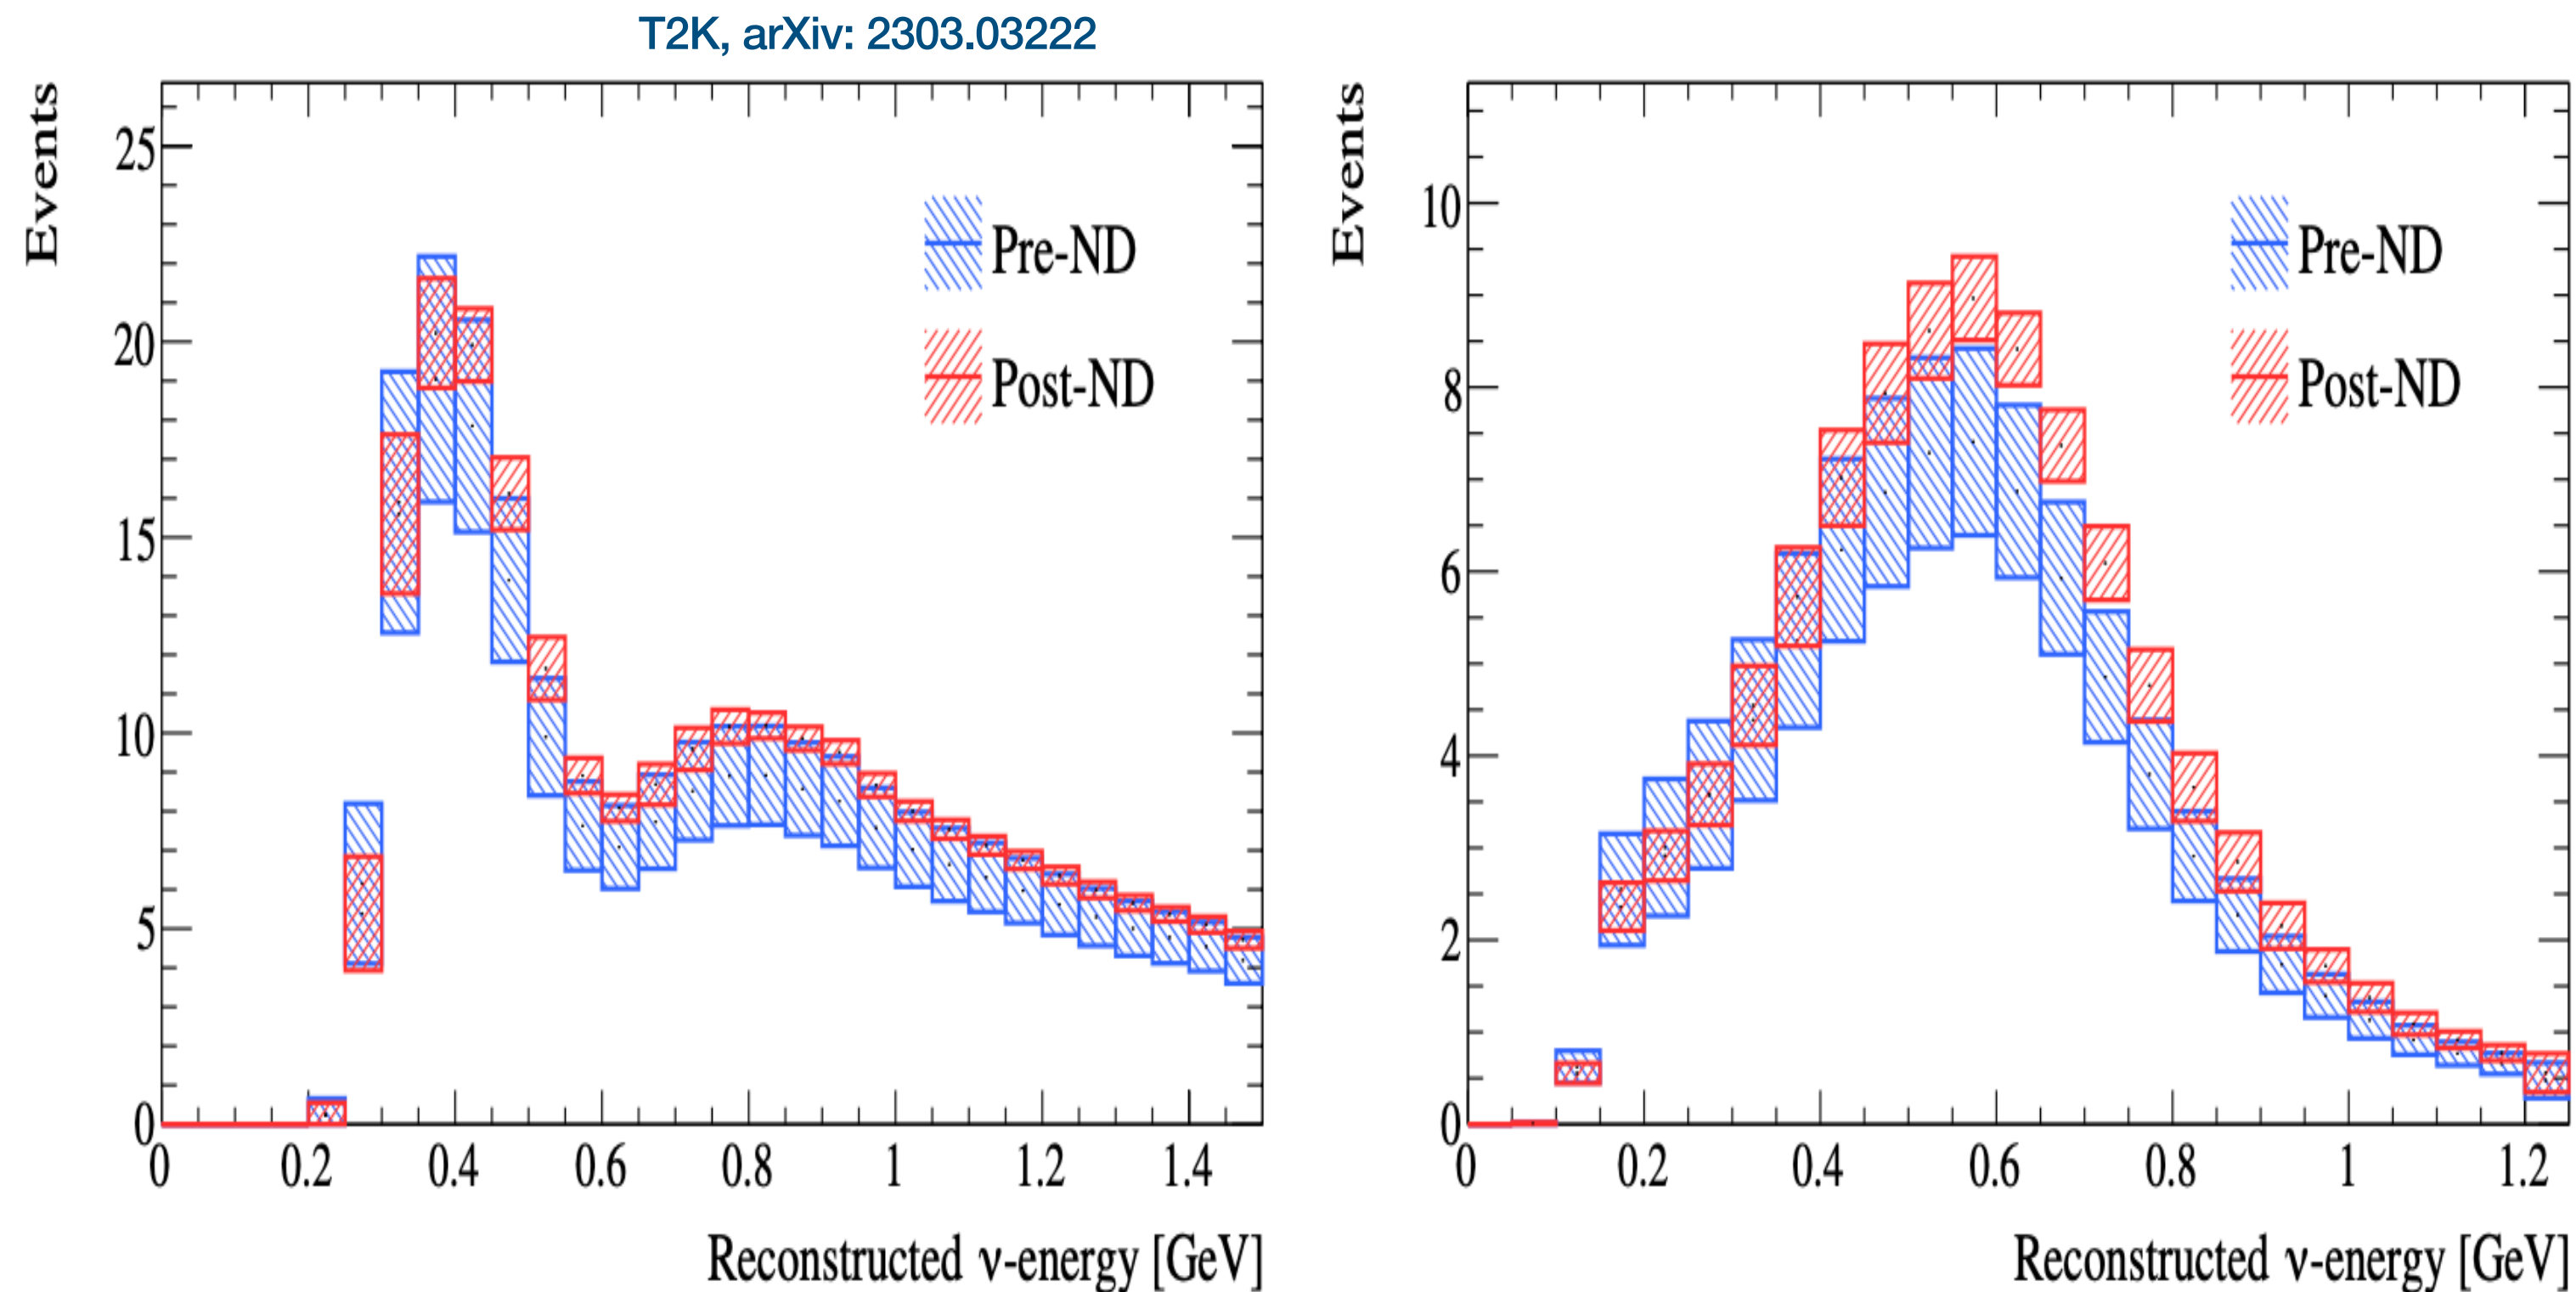 T2K, arXiv: 2303.03222
Events
25
20
15
10
5
0
Pre-ND
Post-ND
0 0.2 0.4 0.6 0.8 1 1.2 1.4
Reconstructed ν-energy [GeV]
Events
10
8
6
4
2
0
Pre-ND
Post-ND
0 0.2 0.4 0.6 0.8 1 1.2
Reconstructed ν-energy [GeV]